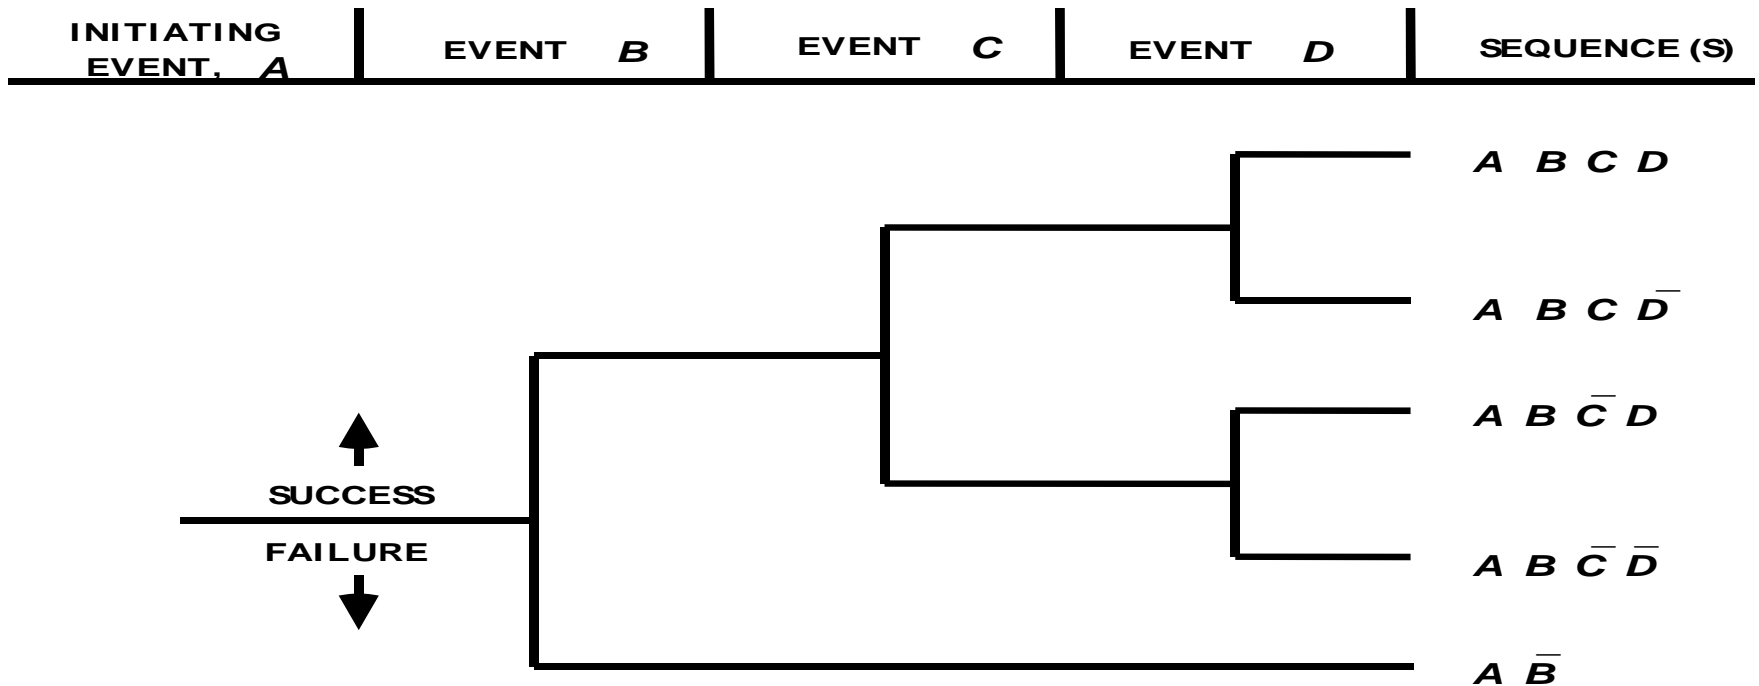 INITIATING EVENT, A
EVENT B
EVENT C
EVENT D
SEQUENCE (S)
A B C D
A B C D̅
A B C̅ D
SUCCESS
FAILURE
A B C̅ D̅
A B̅